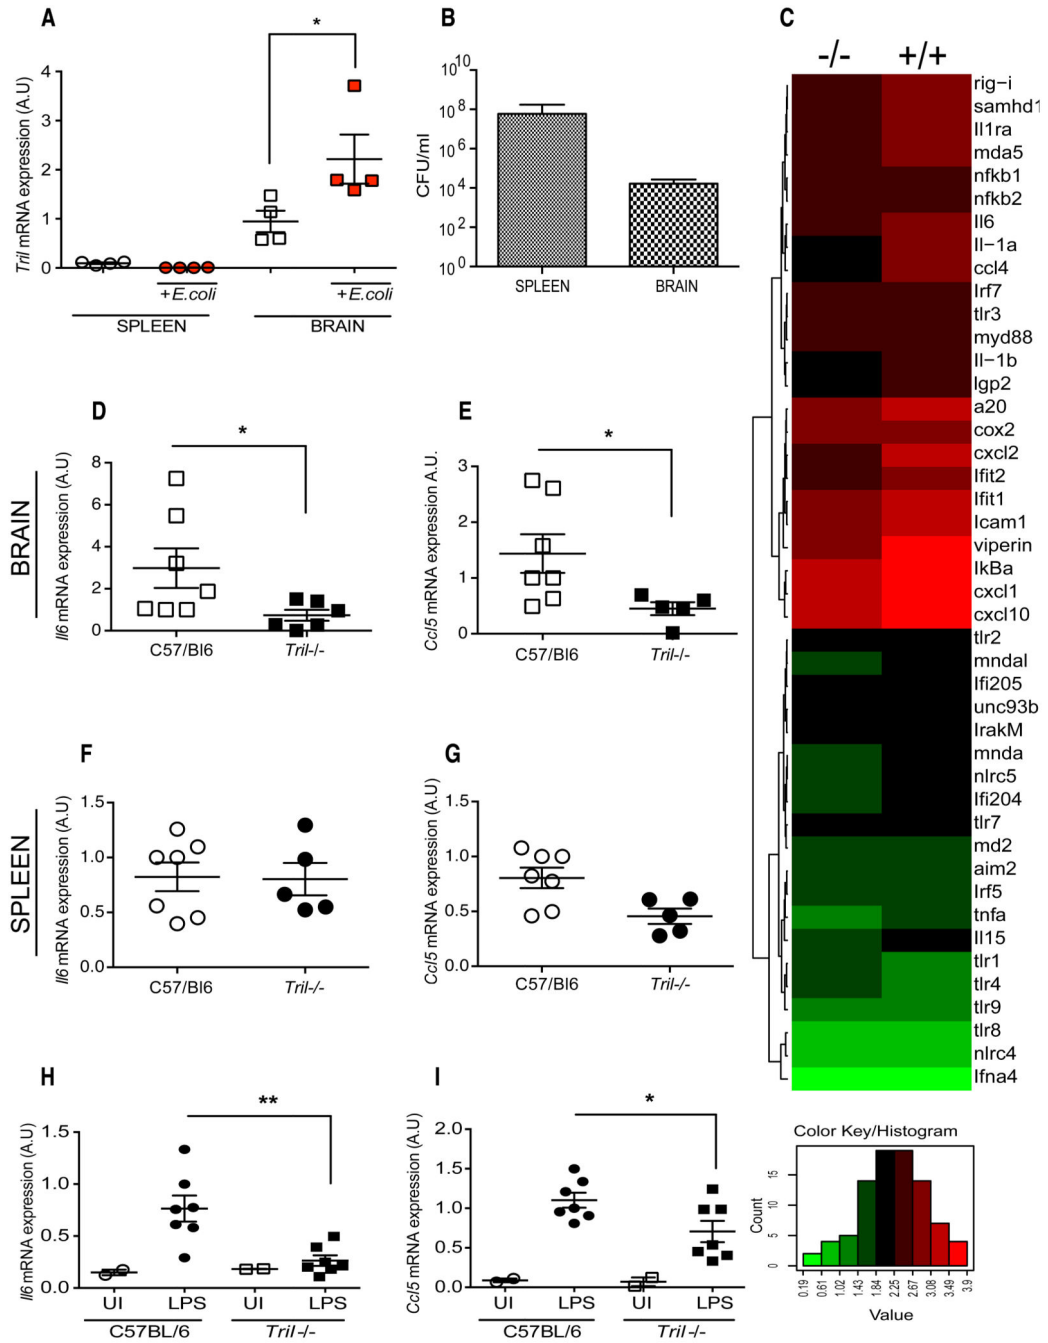 A
*
Tril mRNA expression (A.U)
4
3
2
1
0
+E.coli
+E.coli
SPLEEN
BRAIN
B
CFU/ml
10^10
10^8
10^6
10^4
10^2
10^0
SPLEEN
BRAIN
C
-/-
+/+
rig-i
samhd1
Il1ra
mda5
nfkb1
nfkb2
Il6
Il-1a
ccl4
Irf7
tlr3
myd88
Il-1b
lgp2
a20
cox2
cxcl2
Ifit2
Ifit1
Icam1
viperin
IkBa
cxcl1
cxcl10
tlr2
mndal
Ifi205
unc93b
IrakM
mnda
nlrc5
Ifi204
tlr7
md2
aim2
Irf5
tnfa
Il15
tlr1
tlr4
tlr9
tlr8
nlrc4
Ifna4
Color Key/Histogram
Count
0
5
10
15
0.19
0.61
1.02
1.43
1.84
2.25
2.67
3.08
3.49
3.9
Value
BRAIN
D
*
Il6 mRNA expression (A.U)
8
6
4
2
0
C57/Bl6
Tril-/-
E
*
Ccl5 mRNA expression A.U.
3
2
1
0
C57/Bl6
Tril-/-
SPLEEN
F
Il6 mRNA expression (A.U)
1.5
1.0
0.5
0.0
C57/Bl6
Tril-/-
G
Ccl5 mRNA expression (A.U)
1.5
1.0
0.5
0.0
C57/Bl6
Tril-/-
H
**
Il6 mRNA expression (A.U)
1.5
1.0
0.5
0.0
UI
LPS
UI
LPS
C57BL/6
Tril-/-
I
*
Ccl5 mRNA expression (A.U)
2.0
1.5
1.0
0.5
0.0
UI
LPS
UI
LPS
C57BL/6
Tril-/-